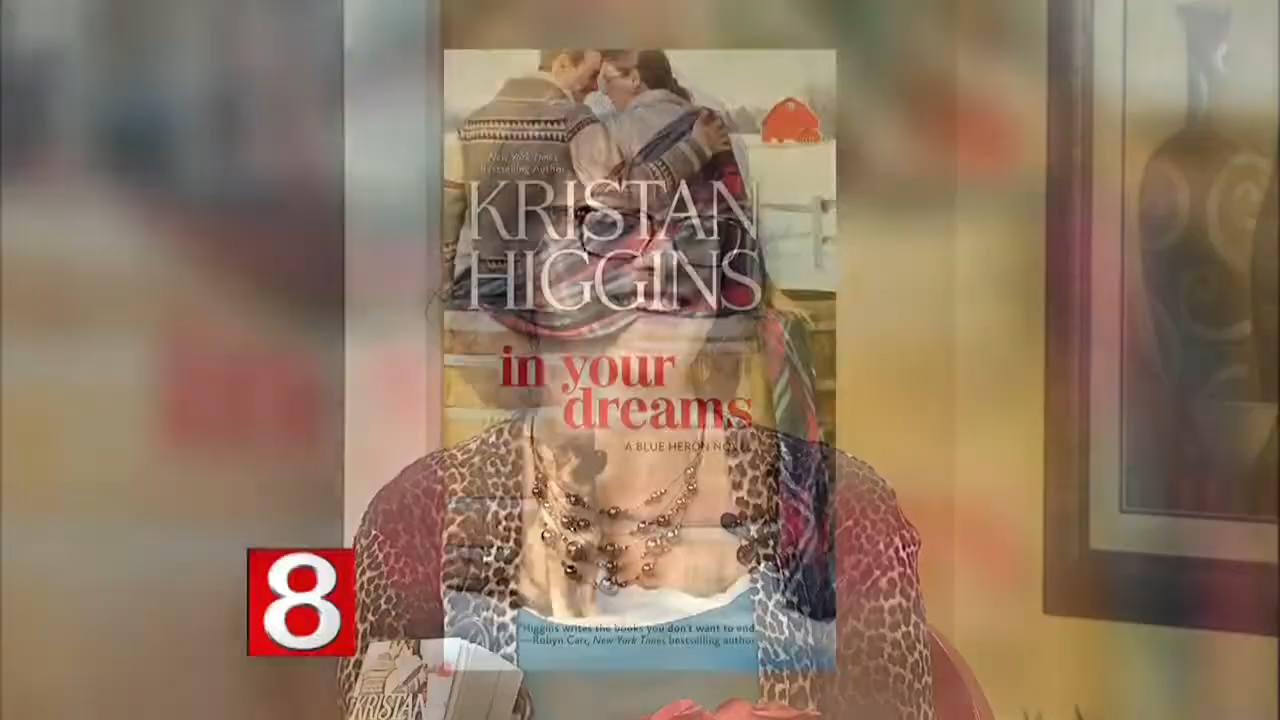 New York Times
Bestselling Author
KRISTAN
HIGGINS
in your
dreams
A BLUE HERON NOVEL
"Higgins writes the books you don't want to end."
—Robyn Carr, New York Times bestselling author
8
KRISTAN